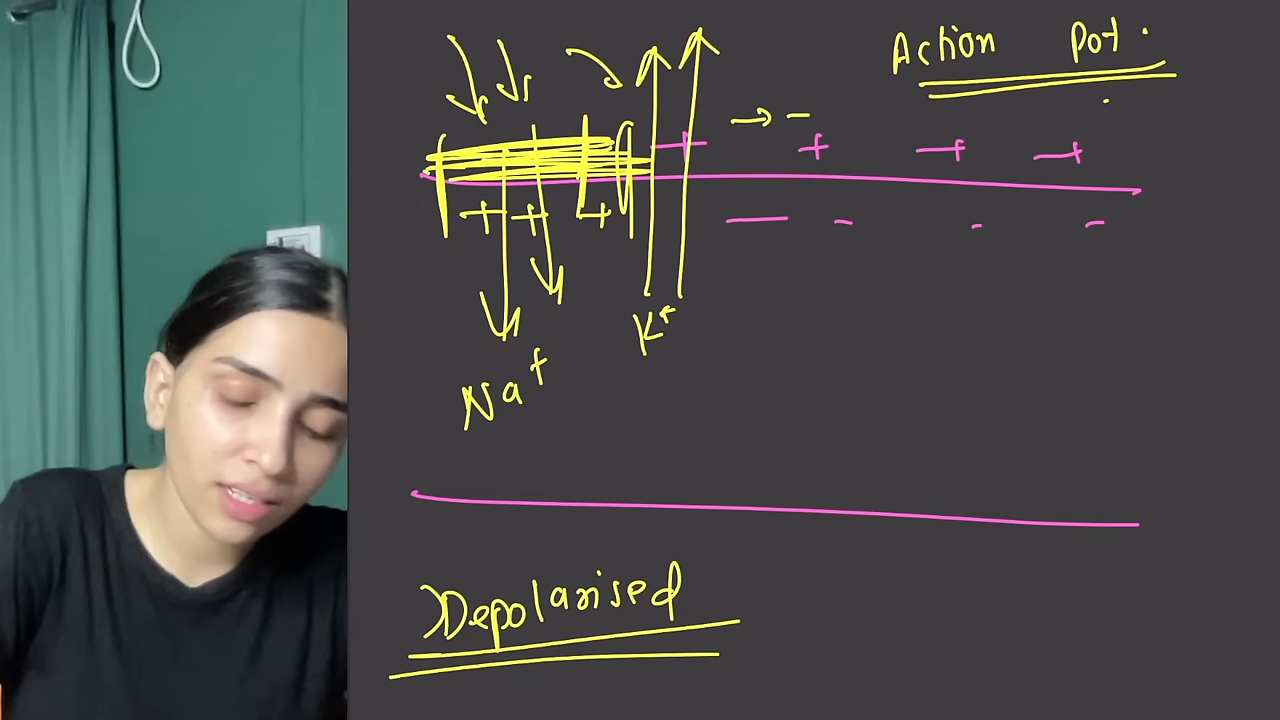 Action Pot.
→ -
+ + + +
+ + +
- - - -
K+
Na+
Depolarised